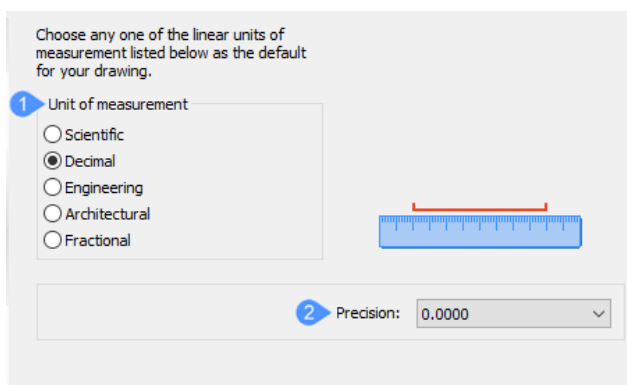 Choose any one of the linear units of
measurement listed below as the default
for your drawing.
1 Unit of measurement
Scientific
Decimal
Engineering
Architectural
Fractional
2 Precision: 0.0000